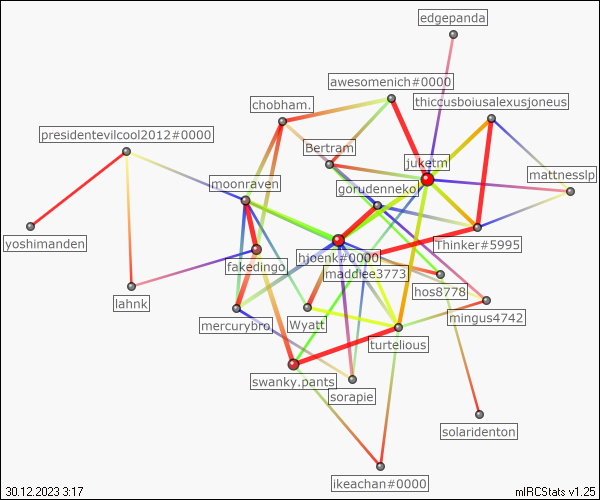 edgepanda
awesomenich#0000
thiccusboiusalexusjoneus
chobham.
presidentevilcool2012#0000
Bertram
juketm
mattnesslp
moonraven
gorudenneko
yoshimanden
Thinker#5995
hjoenk#0000
fakedingo
maddiee3773
hos8778
lahnk
mingus4742
mercurybro
Wyatt
turtelious
swanky.pants
sorapie
solaridenton
ikeachan#0000
30.12.2023 3:17
mIRCStats v1.25